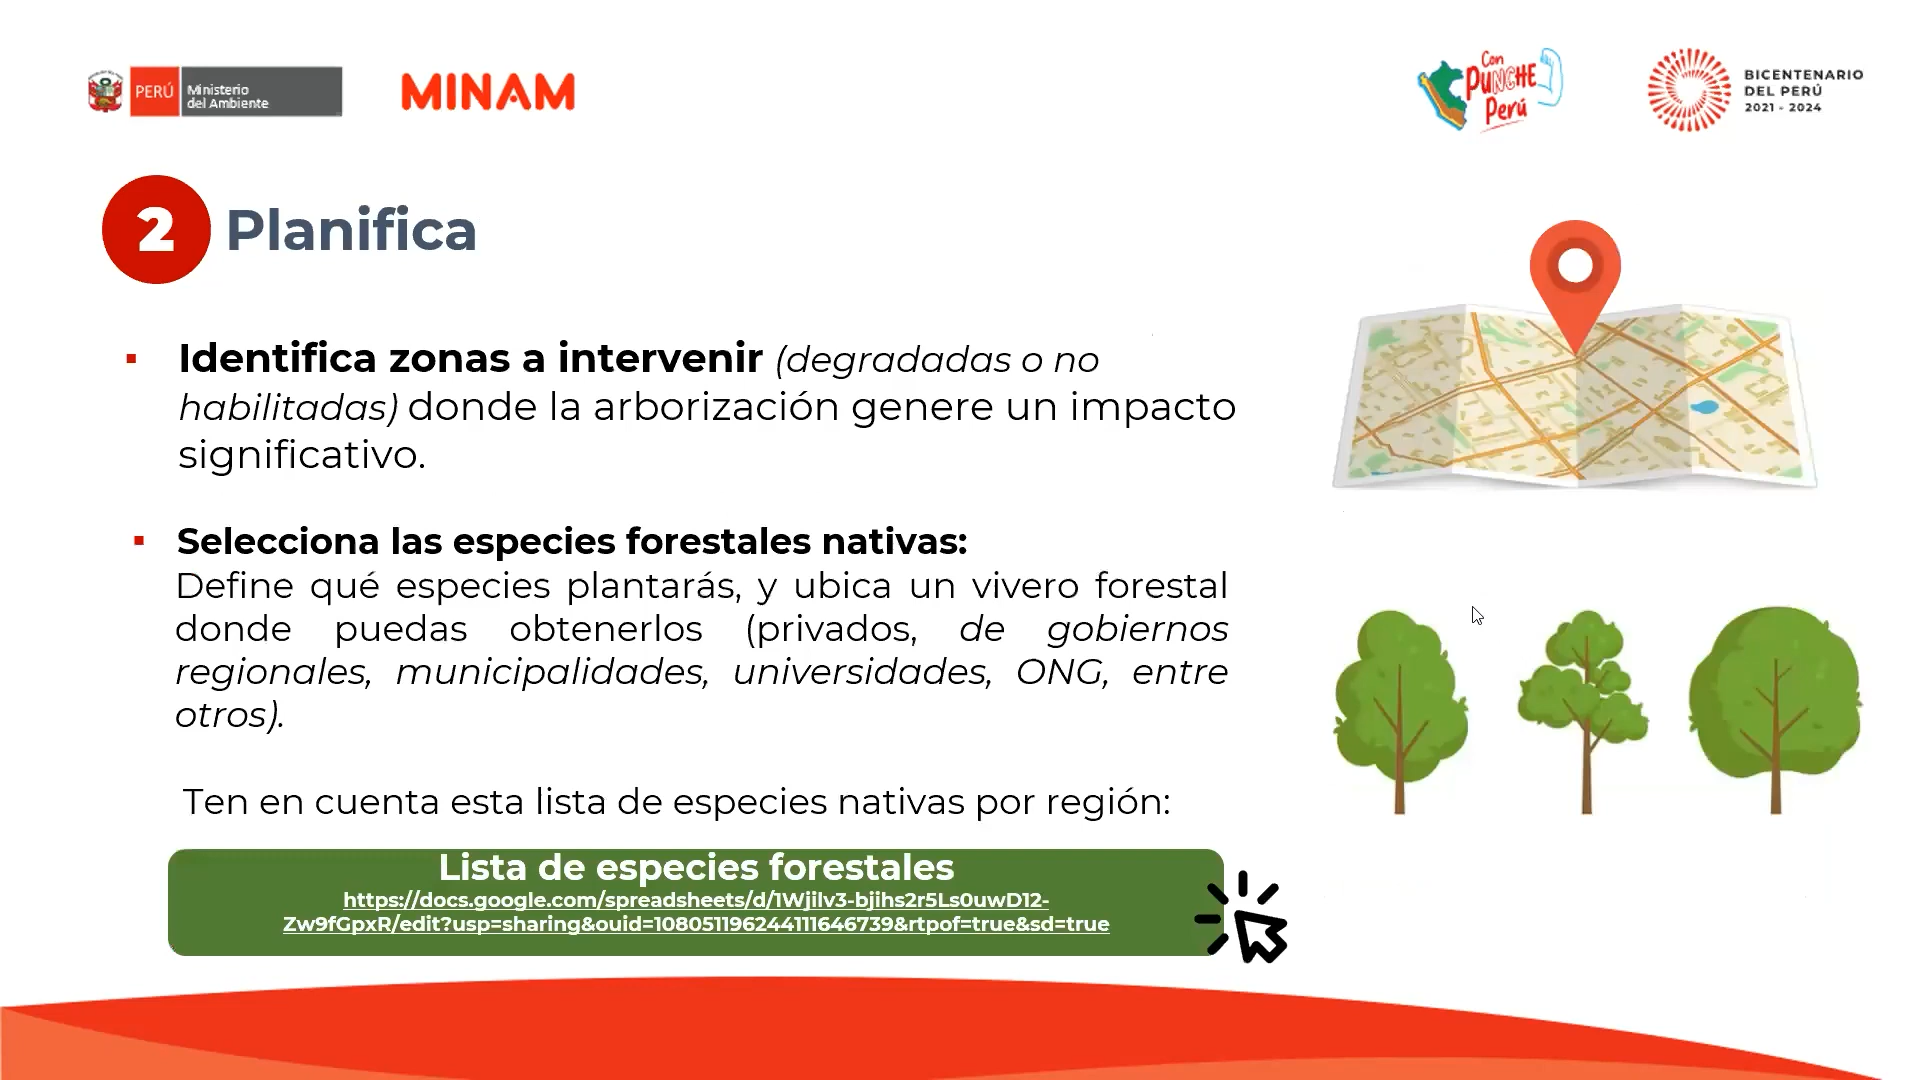 PERÚ
Ministerio
del Ambiente
MINAM
Con
PUNCHE
Perú
BICENTENARIO
DEL PERÚ
2021 - 2024
2 Planifica
▪ Identifica zonas a intervenir (degradadas o no
habilitadas) donde la arborización genere un impacto
significativo.
▪ Selecciona las especies forestales nativas:
Define qué especies plantarás, y ubica un vivero forestal
donde puedas obtenerlos (privados, de gobiernos
regionales, municipalidades, universidades, ONG, entre
otros).
Ten en cuenta esta lista de especies nativas por región:
Lista de especies forestales
https://docs.google.com/spreadsheets/d/1Wjilv3-bjihs2r5Ls0uwD12-
Zw9fGpxR/edit?usp=sharing&ouid=108051196244111646739&rtpof=true&sd=true